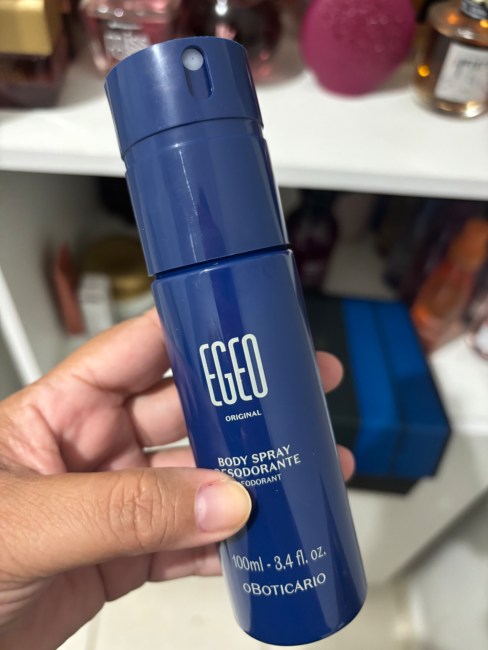 EGEO
ORIGINAL
BODY SPRAY
DESODORANTE
DEODORANT
100ml - 3.4 fl. oz.
oBOTICÁRIO